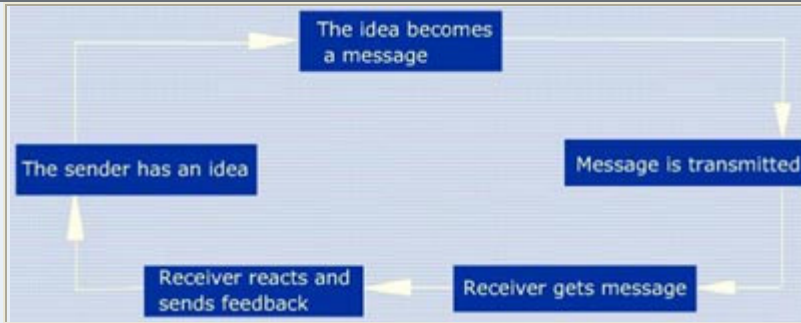 The idea becomes
a message
Message is transmitted
Receiver gets message
Receiver reacts and
sends feedback
The sender has an idea